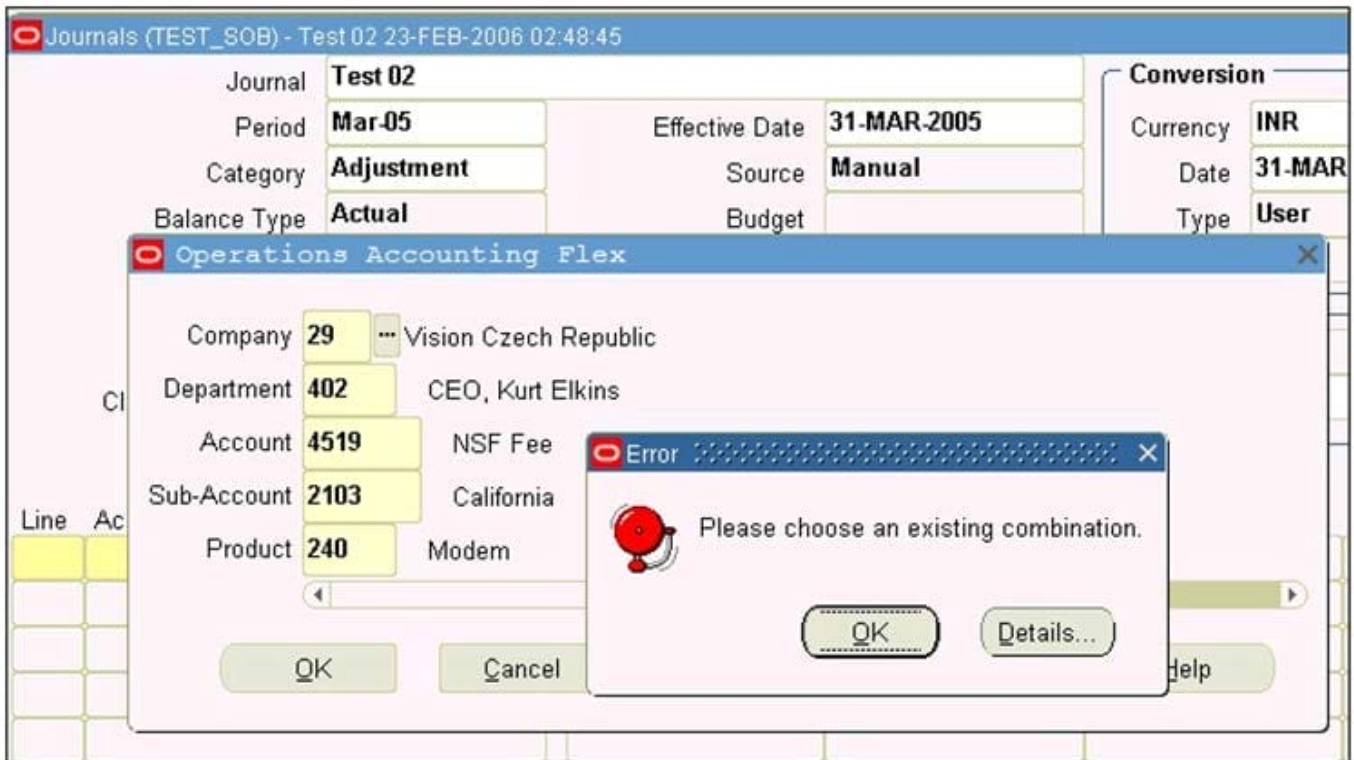 Journals (TEST_SOB) - Test 02 23-FEB-2006 02:48:45
Journal Test 02
Conversion
Period Mar-05 Effective Date 31-MAR-2005 Currency INR
Category Adjustment Source Manual Date 31-MAR
Balance Type Actual Budget Type User
Operations Accounting Flex
Company 29 ... Vision Czech Republic
Department 402 CEO, Kurt Elkins
Cl
Account 4519 NSF Fee
Error
Sub-Account 2103 California
Please choose an existing combination.
Line Ac
Product 240 Modem
OK Details...
OK Cancel Help